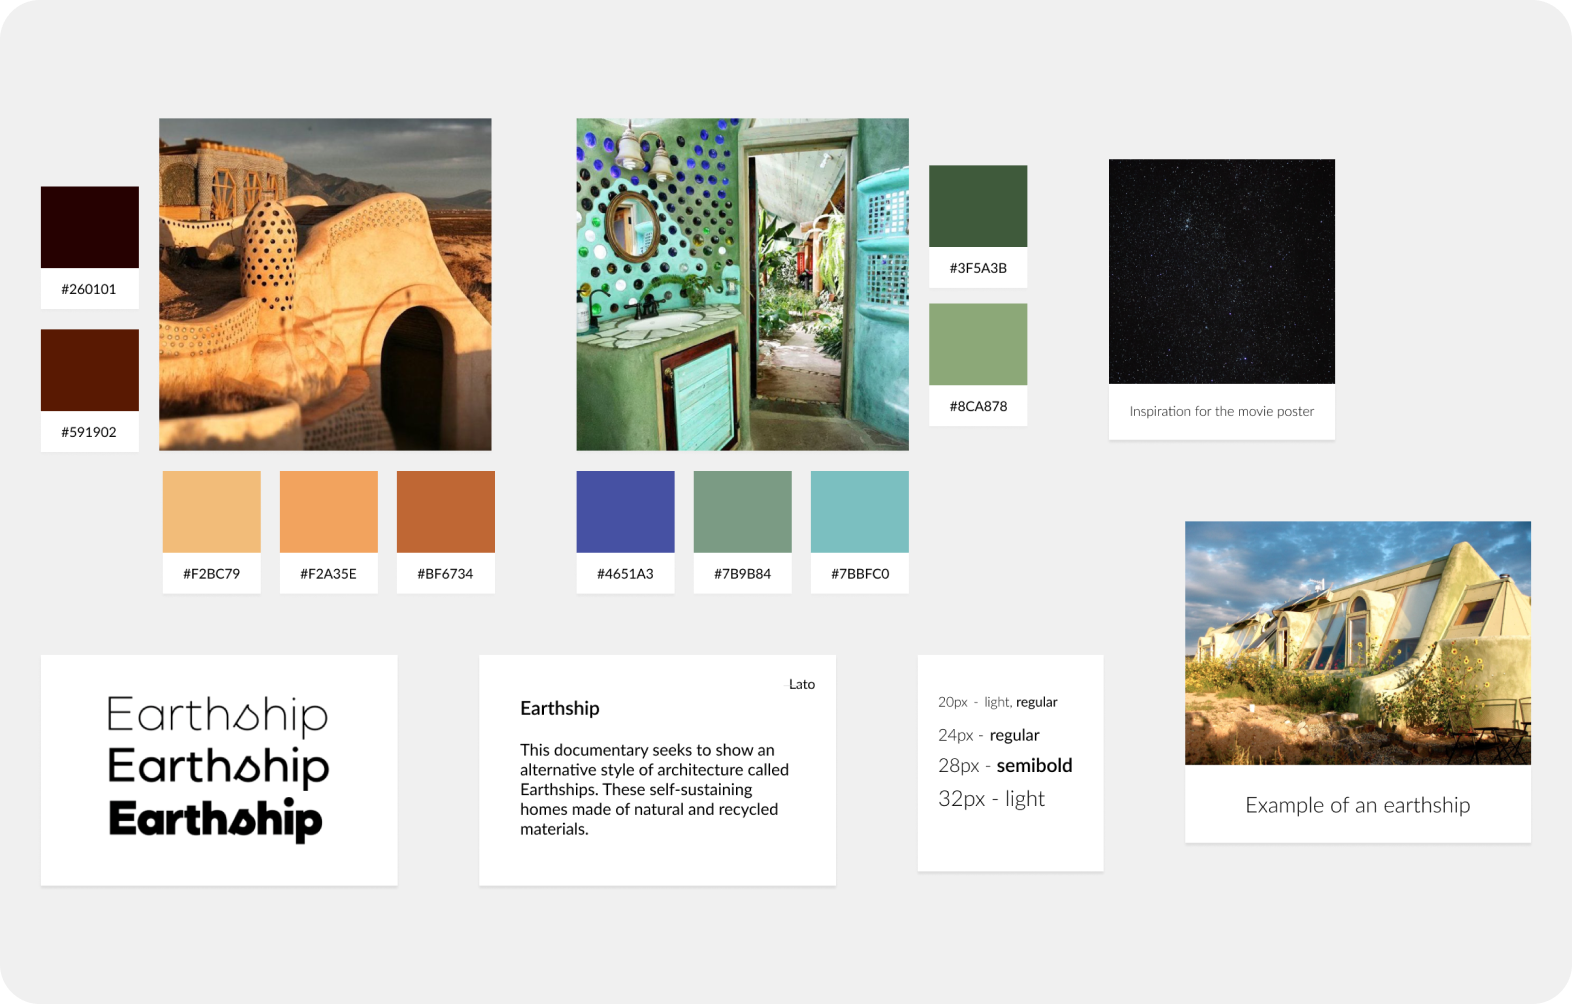 #260101
#591902
#F2BC79
#F2A35E
#BF6734
#3F5A3B
#8CA878
#4651A3
#7B9B84
#7BBFC0
Inspiration for the movie poster
Earthship
Earthship
Earthship
Lato
Earthship
This documentary seeks to show an
alternative style of architecture called
Earthships. These self-sustaining
homes made of natural and recycled
materials.
20px - light, regular
24px - regular
28px - semibold
32px - light
Example of an earthship